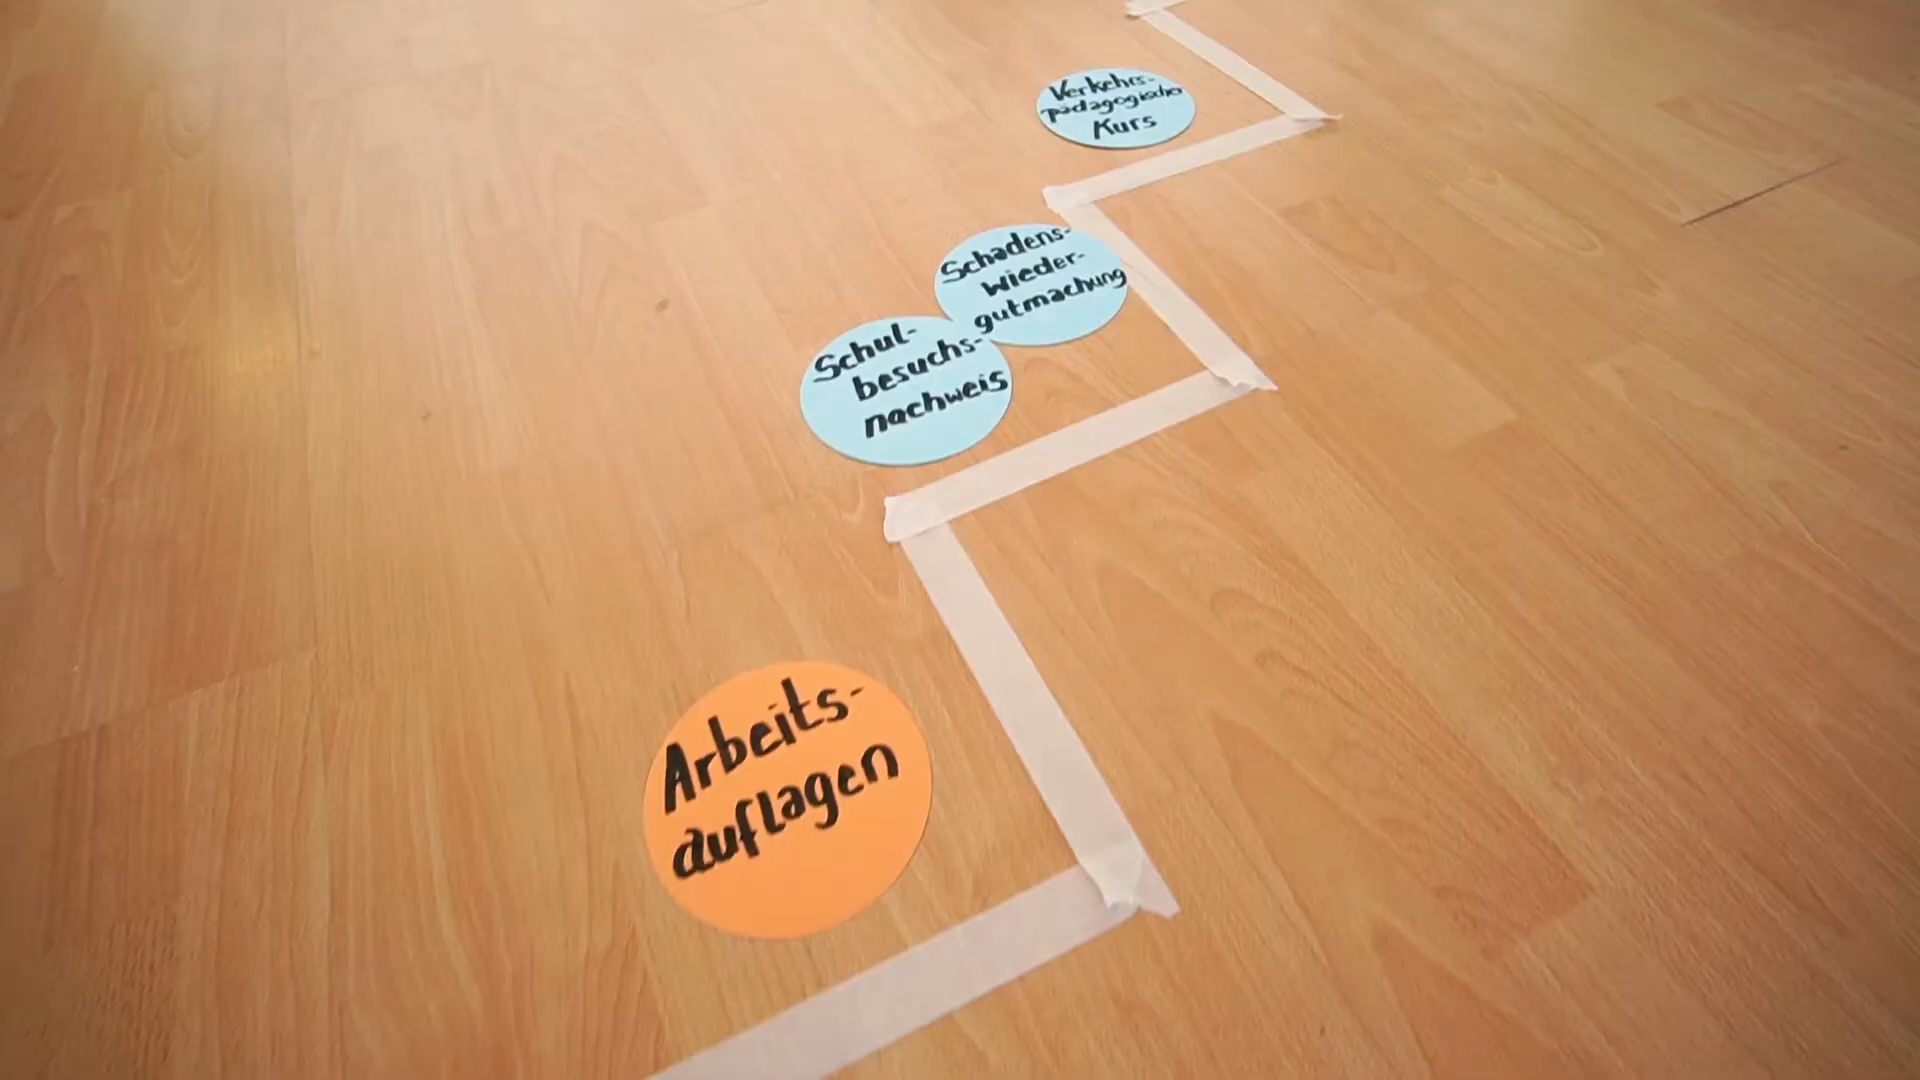 Verkehrs-
pädagogischer
Kurs
Schadens-
wieder-
gutmachung
Schul-
besuchs-
nachweis
Arbeits-
auflagen